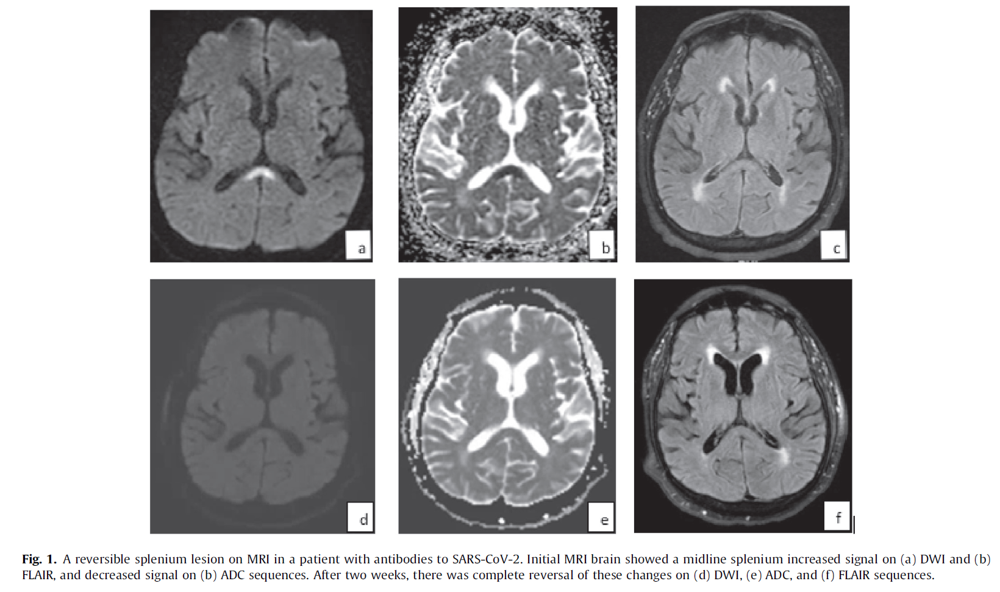 a
b
c
d
e
f
Fig. 1. A reversible splenium lesion on MRI in a patient with antibodies to SARS-CoV-2. Initial MRI brain showed a midline splenium increased signal on (a) DWI and (b)
FLAIR, and decreased signal on (b) ADC sequences. After two weeks, there was complete reversal of these changes on (d) DWI, (e) ADC, and (f) FLAIR sequences.